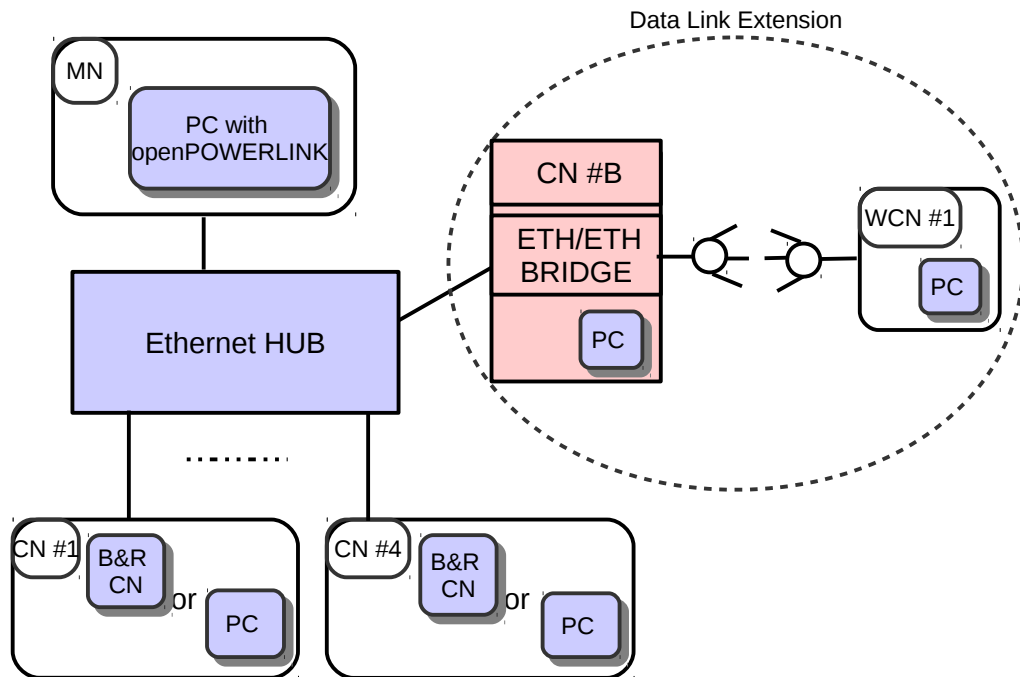 Data Link Extension
MN
PC with
openPOWERLINK
CN #B
ETH/ETH
BRIDGE
PC
WCN #1
PC
Ethernet HUB
CN #1
B&R
CN
or
PC
CN #4
B&R
CN
or
PC